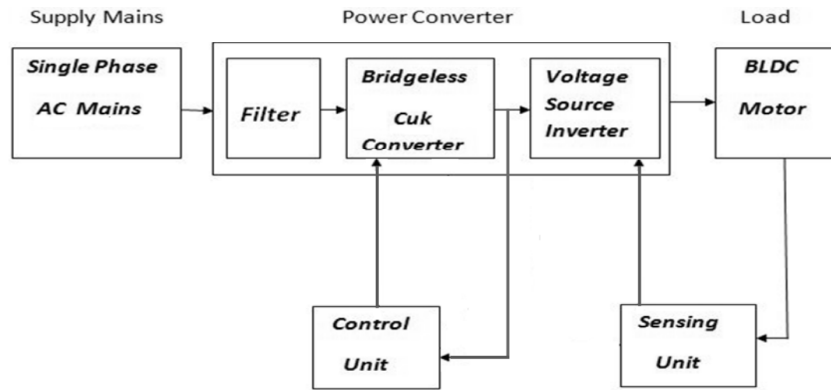 Supply Mains
Power Converter
Load
Single Phase
AC Mains
Filter
Bridgeless
Cuk
Converter
Voltage
Source
Inverter
BLDC
Motor
Control
Unit
Sensing
Unit